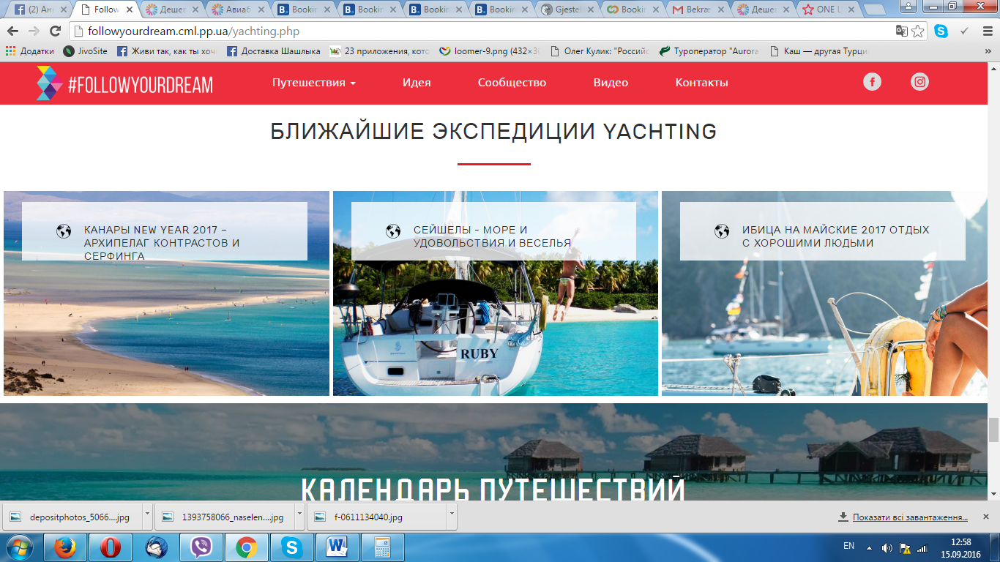 (2) Ан
Follow
Дешев
Авиаб
Bookin
Bookin
Bookin
Bookin
Gjestel
Bookin
Bekræ
Дешев
ONE L
followyourdream.cml.pp.ua/yachting.php
Додатки
JivoSite
Живи так, как ты хоч
Доставка Шашлыка
23 приложения, кото
loomer-9.png (432×3
Олег Кулик: "Россий
Туроператор "Aurora
Каш — другая Турци
»
#FOLLOWYOURDREAM
Путешествия
Идея
Сообщество
Видео
Контакты
БЛИЖАЙШИЕ ЭКСПЕДИЦИИ YACHTING
КАНАРЫ NEW YEAR 2017 –
АРХИПЕЛАГ КОНТРАСТОВ И
СЕРФИНГА
СЕЙШЕЛЫ - МОРЕ И
УДОВОЛЬСТВИЯ И ВЕСЕЛЬЯ
ИБИЦА НА МАЙСКИЕ 2017 ОТДЫХ
С ХОРОШИМИ ЛЮДЬМИ
RUBY
КАЛЕНДАРЬ ПУТЕШЕСТВИЙ
depositphotos_5066....jpg
1393758066_naselen....jpg
f-0611134040.jpg
Показати всі завантаження...
EN
12:58
15.09.2016